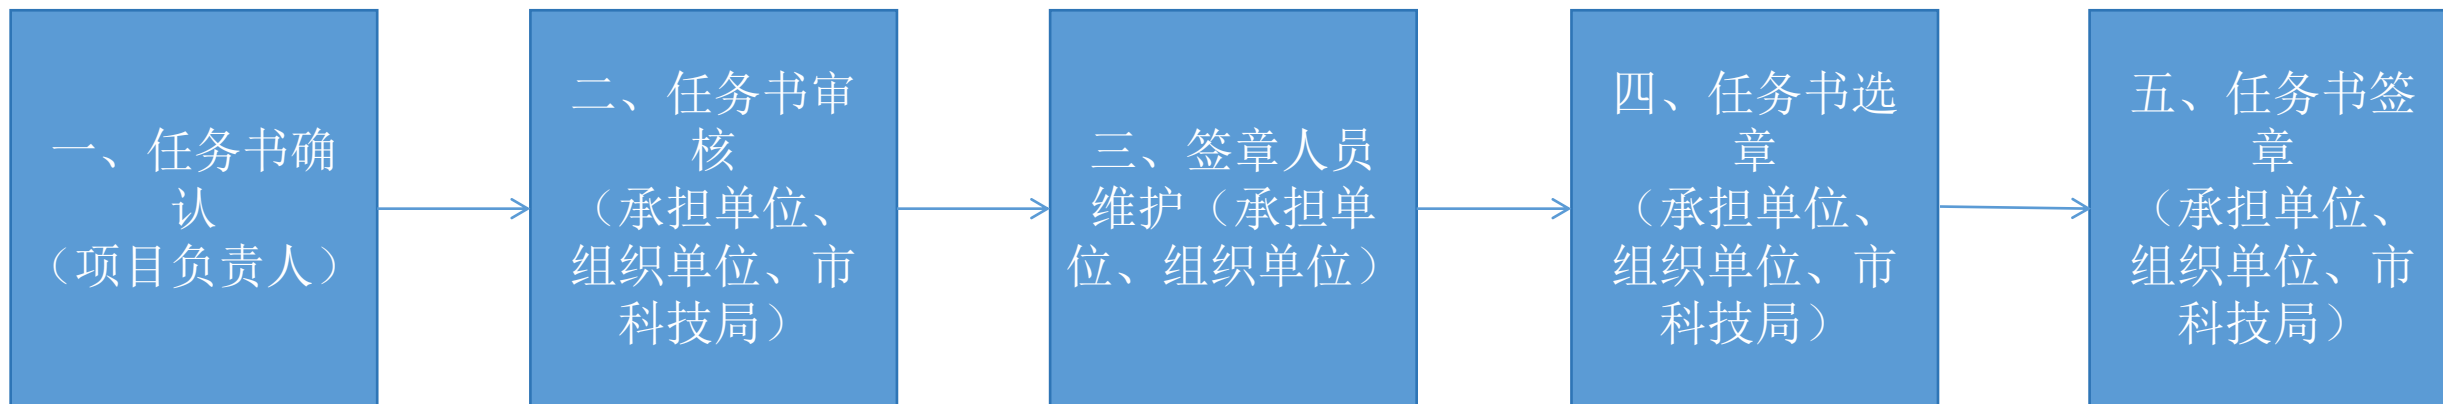 一、任务书确
认
（项目负责人）
二、任务书审
核
（承担单位、
组织单位、市
科技局）
三、签章人员
维护（承担单
位、组织单位）
四、任务书选
章
（承担单位、
组织单位、市
科技局）
五、任务书签
章
（承担单位、
组织单位、市
科技局）